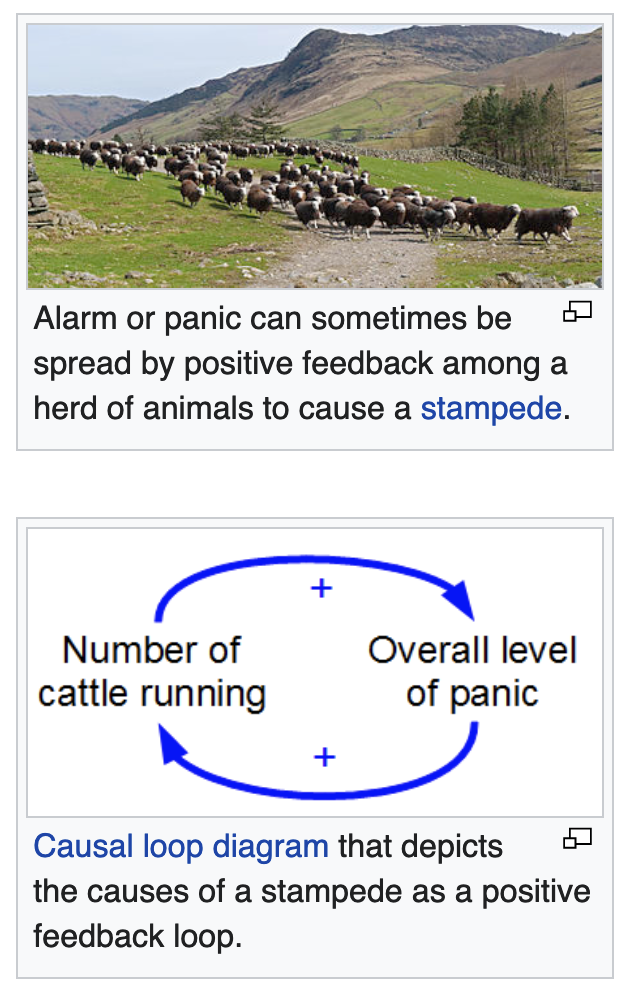 Alarm or panic can sometimes be
spread by positive feedback among a
herd of animals to cause a stampede.
+
Number of
cattle running
Overall level
of panic
+
Causal loop diagram that depicts
the causes of a stampede as a positive
feedback loop.